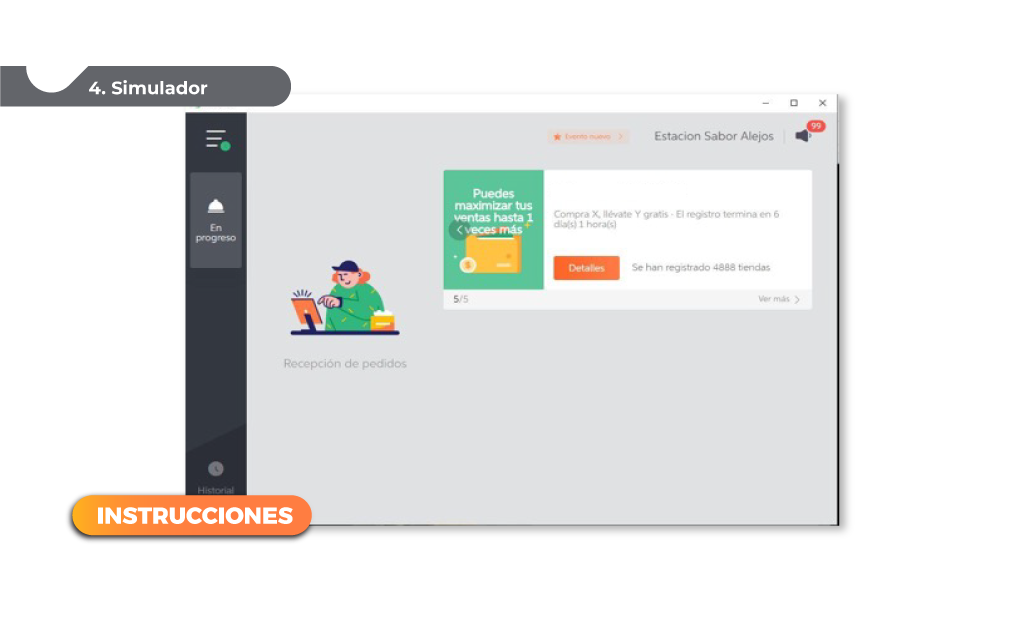 4. Simulador
Evento nuevo
Estacion Sabor Alejos
99
En
progreso
Puedes
maximizar tus
ventas hasta 1
veces más
Compra X, llévate Y gratis · El registro termina en 6
día(s) 1 hora(s)
Detalles
Se han registrado 4888 tiendas
5/5
Ver más
Recepción de pedidos
Historial
INSTRUCCIONES